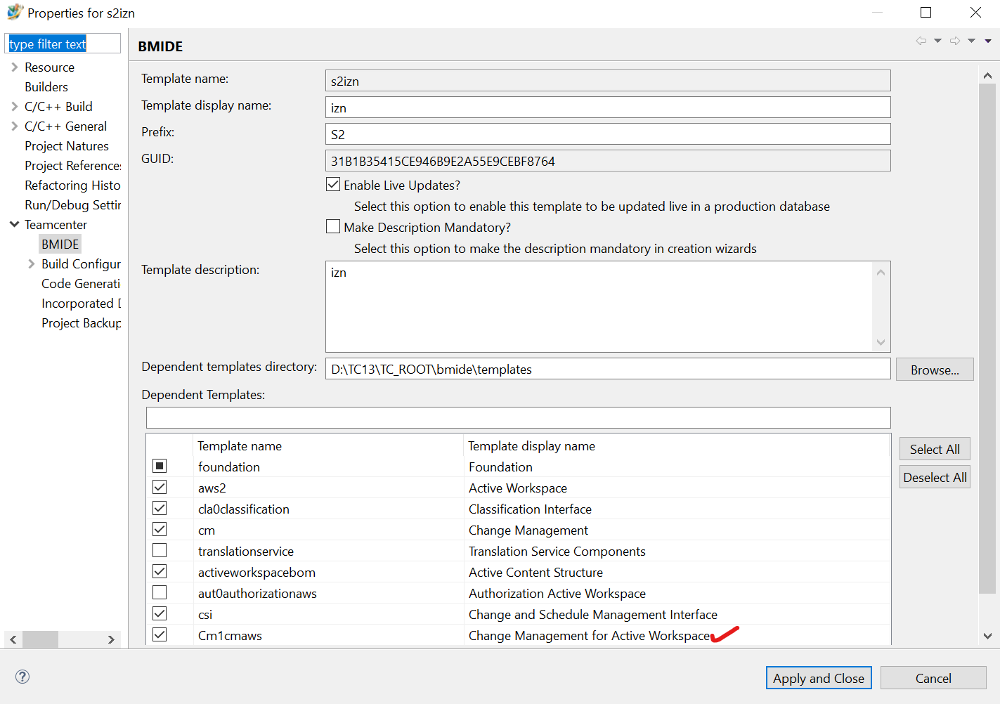 Properties for s2izn
type filter text
Resource
Builders
C/C++ Build
C/C++ General
Project Natures
Project References
Refactoring Histo
Run/Debug Settin
Teamcenter
BMIDE
Build Configur
Code Generati
Incorporated D
Project Backup
BMIDE
Template name:
s2izn
Template display name:
izn
Prefix:
S2
GUID:
31B1B35415CE946B9E2A55E9CEBF8764
Enable Live Updates?
Select this option to enable this template to be updated live in a production database
Make Description Mandatory?
Select this option to make the description mandatory in creation wizards
Template description:
izn
Dependent templates directory:
D:\TC13\TC_ROOT\bmide\templates
Browse...
Dependent Templates:
Template name Template display name
foundation Foundation
aws2 Active Workspace
cla0classification Classification Interface
cm Change Management
translationservice Translation Service Components
activeworkspacebom Active Content Structure
aut0authorizationaws Authorization Active Workspace
csi Change and Schedule Management Interface
Cm1cmaws Change Management for Active Workspace
Select All
Deselect All
?
Apply and Close
Cancel